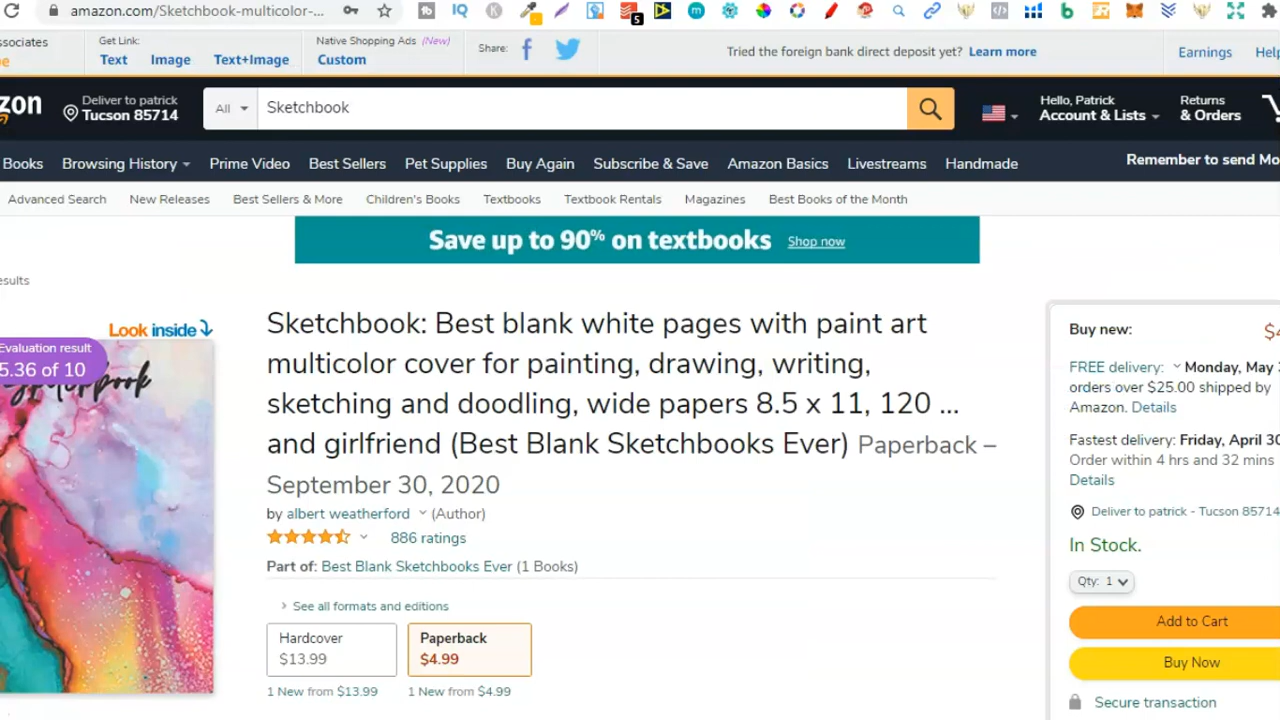 amazon.com/Sketchbook-multicolor-...
5
ssociates
Get Link:
Native Shopping Ads (New)
Text Image Text+Image
Custom
Share:
Tried the foreign bank direct deposit yet? Learn more
Earnings Help
zon
Deliver to patrick
Tucson 85714
All
Sketchbook
Hello, Patrick
Account & Lists
Returns
& Orders
Books Browsing History Prime Video Best Sellers Pet Supplies Buy Again Subscribe & Save Amazon Basics Livestreams Handmade
Remember to send Mo
Advanced Search New Releases Best Sellers & More Children's Books Textbooks Textbook Rentals Magazines Best Books of the Month
Save up to 90% on textbooks Shop now
esults
Look inside
Evaluation result
5.36 of 10
Sketchbook
Sketchbook: Best blank white pages with paint art
multicolor cover for painting, drawing, writing,
sketching and doodling, wide papers 8.5 x 11, 120 ...
and girlfriend (Best Blank Sketchbooks Ever) Paperback –
September 30, 2020
by albert weatherford (Author)
886 ratings
Part of: Best Blank Sketchbooks Ever (1 Books)
See all formats and editions
Hardcover
$13.99
1 New from $13.99
Paperback
$4.99
1 New from $4.99
Buy new:
FREE delivery: Monday, May
orders over $25.00 shipped by
Amazon. Details
Fastest delivery: Friday, April 30
Order within 4 hrs and 32 mins
Details
Deliver to patrick - Tucson 85714
In Stock.
Qty: 1
Add to Cart
Buy Now
Secure transaction